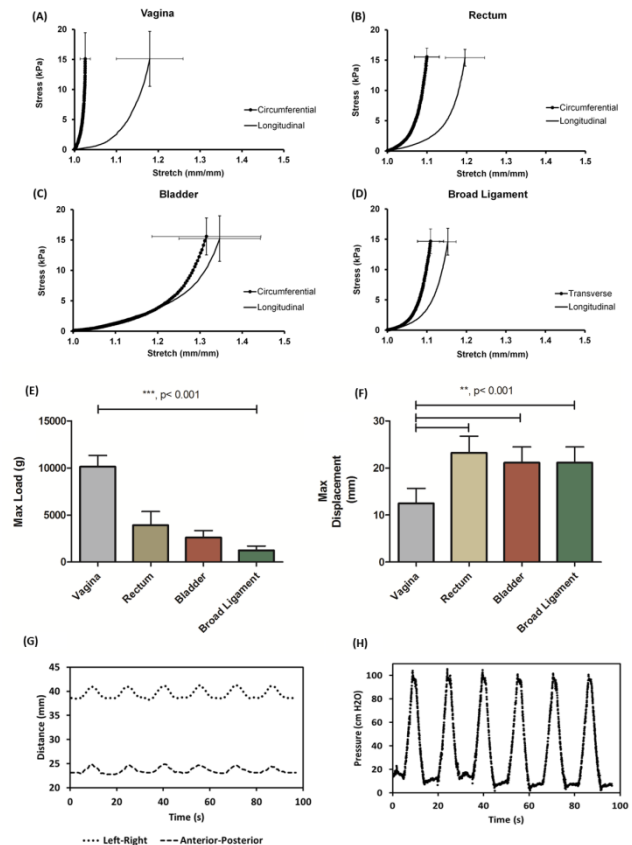 (A)
Vagina
Stress (kPa)
25
20
15
10
5
0
1.0 1.1 1.2 1.3 1.4 1.5
Stretch (mm/mm)
Circumferential
Longitudinal
(B)
Rectum
Stress (kPa)
25
20
15
10
5
0
1.0 1.1 1.2 1.3 1.4 1.5
Stretch (mm/mm)
Circumferential
Longitudinal
(C)
Bladder
Stress (kPa)
20
15
10
5
0
1.0 1.1 1.2 1.3 1.4 1.5
Stretch (mm/mm)
Circumferential
Longitudinal
(D)
Broad Ligament
Stress (kPa)
20
15
10
5
0
1.0 1.1 1.2 1.3 1.4 1.5
Stretch (mm/mm)
Transverse
Longitudinal
(E)
***, p< 0.001
Max Load (g)
15000
10000
5000
0
Vagina
Rectum
Bladder
Broad Ligament
(F)
**, p< 0.001
Max Displacement
(mm)
30
20
10
0
Vagina
Rectum
Bladder
Broad Ligament
(G)
Distance (mm)
45
40
35
30
25
20
0 20 40 60 80 100
Time (s)
Left-Right Anterior-Posterior
(H)
Pressure (cm H2O)
100
80
60
40
20
0
0 20 40 60 80 100
Time (s)